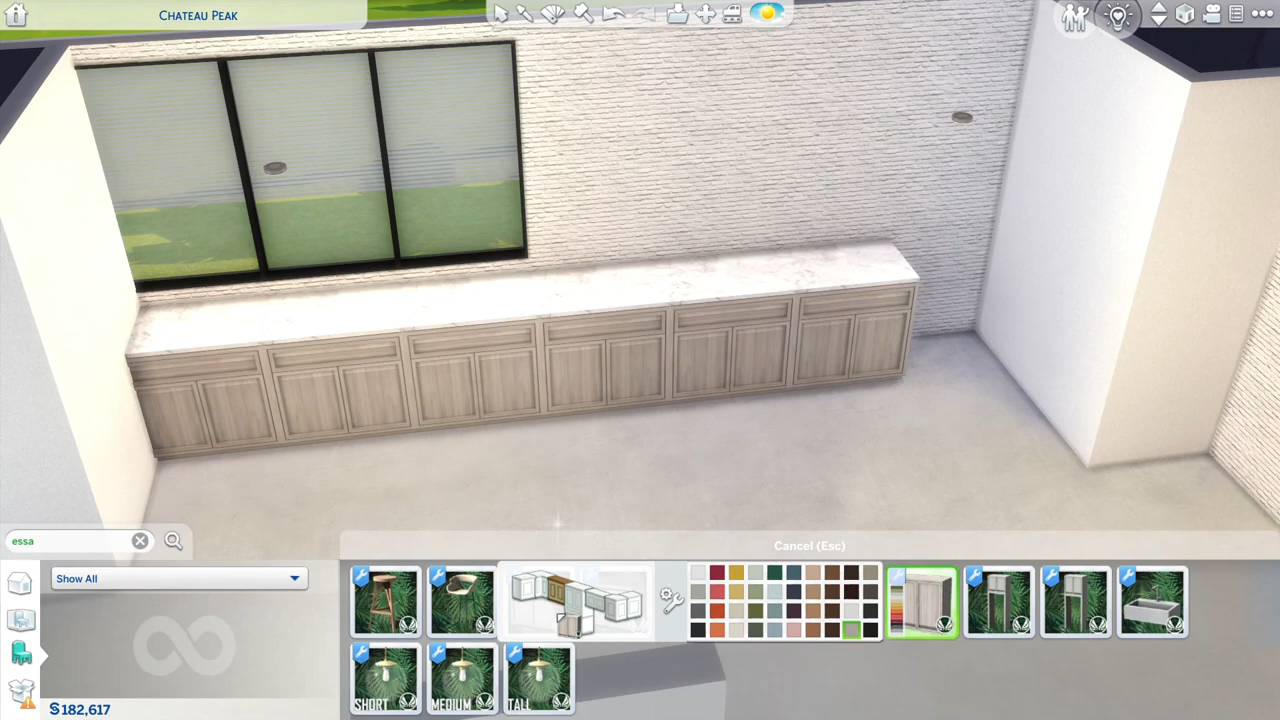 CHATEAU PEAK
essa
Cancel (Esc)
Show All
SHORT
MEDIUM
TALL
$182,617